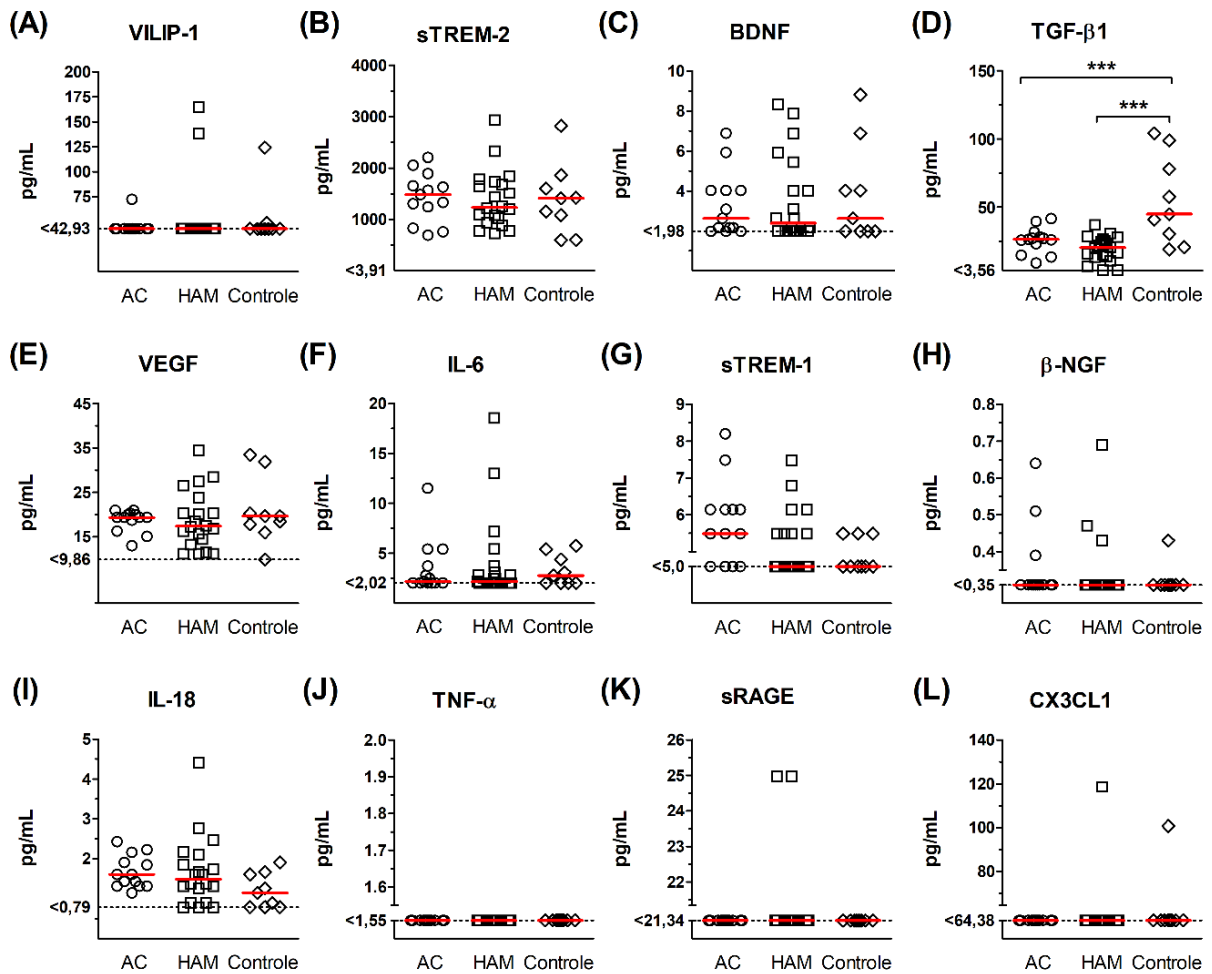 (A) VILIP-1
pg/mL
200
175
150
125
100
75
<42,93
AC HAM Controle
(B) sTREM-2
pg/mL
4000
3000
2000
1000
<3,91
AC HAM Controle
(C) BDNF
pg/mL
10
8
6
4
2
<1,98
AC HAM Controle
(D) TGF-β1
pg/mL
150
100
50
<3,56
***
***
AC HAM Controle
(E) VEGF
pg/mL
45
35
25
15
<9,86
AC HAM Controle
(F) IL-6
pg/mL
20
15
10
5
<2,02
AC HAM Controle
(G) sTREM-1
pg/mL
9
8
7
6
5
<5,0
AC HAM Controle
(H) β-NGF
pg/mL
0.8
0.7
0.6
0.5
0.4
<0,35
AC HAM Controle
(I) IL-18
pg/mL
5
4
3
2
<0,79
AC HAM Controle
(J) TNF-α
pg/mL
2.0
1.9
1.8
1.7
1.6
<1,55
AC HAM Controle
(K) sRAGE
pg/mL
26
25
24
23
22
<21,34
AC HAM Controle
(L) CX3CL1
pg/mL
140
120
100
80
<64,38
AC HAM Controle